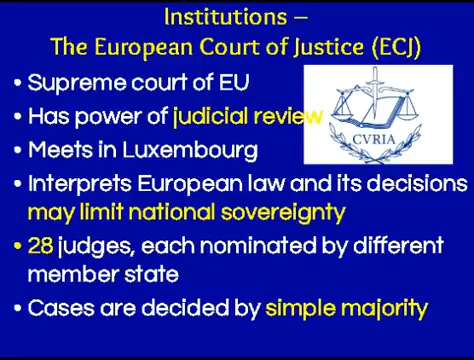 Institutions –
The European Court of Justice (ECJ)
• Supreme court of EU
• Has power of judicial review
• Meets in Luxembourg
CVRIA
• Interprets European law and its decisions
may limit national sovereignty
• 28 judges, each nominated by different
member state
• Cases are decided by simple majority